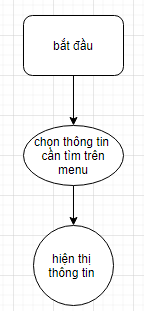 bắt đầu
chọn thông tin
cần tìm trên
menu
hiện thị
thông tin